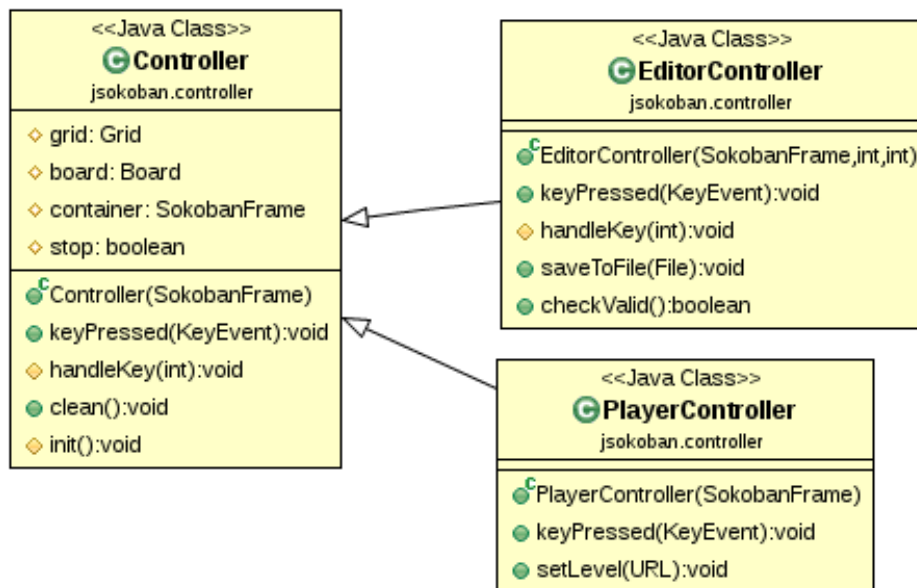 <<Java Class>>
Controller
jsokoban.controller
grid: Grid
board: Board
container: SokobanFrame
stop: boolean
Controller(SokobanFrame)
keyPressed(KeyEvent):void
handleKey(int):void
clean():void
init():void
<<Java Class>>
EditorController
jsokoban.controller
EditorController(SokobanFrame,int,int)
keyPressed(KeyEvent):void
handleKey(int):void
saveToFile(File):void
checkValid():boolean
<<Java Class>>
PlayerController
jsokoban.controller
PlayerController(SokobanFrame)
keyPressed(KeyEvent):void
setLevel(URL):void